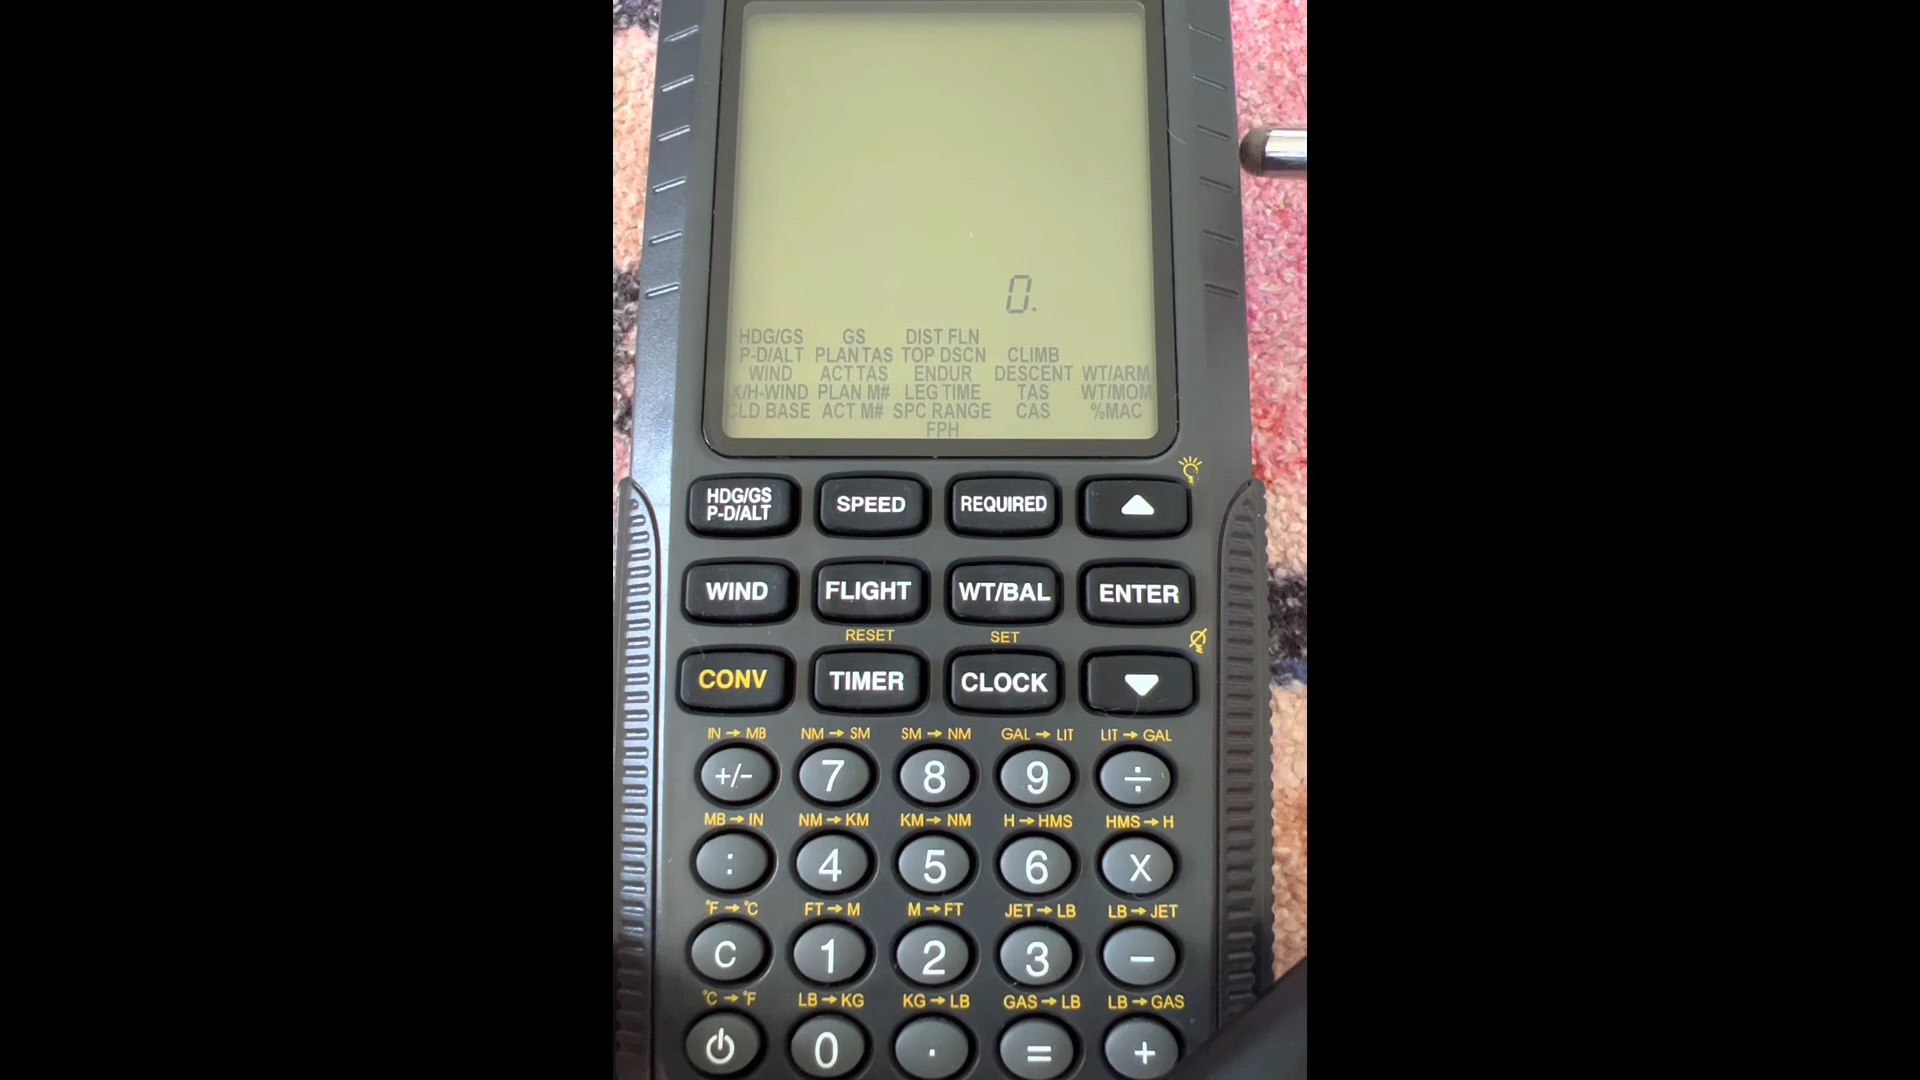 0.
HDG/GS GS DIST FLN
P-D/ALT PLAN TAS TOP DSCN CLIMB
WIND ACT TAS ENDUR DESCENT WT/ARM
X/H-WIND PLAN M# LEG TIME TAS WT/MOM
CLD BASE ACT M# SPC RANGE CAS %MAC
FPH
HDG/GS SPEED REQUIRED
P-D/ALT
WIND FLIGHT WT/BAL ENTER
RESET SET
CONV TIMER CLOCK
IN → MB NM → SM SM → NM GAL → LIT LIT → GAL
+/- 7 8 9 ÷
MB → IN NM → KM KM → NM H → HMS HMS → H
: 4 5 6 X
°F → °C FT → M M → FT JET → LB LB → JET
C 1 2 3 −
°C → °F LB → KG KG → LB GAS → LB LB → GAS
0 . = +